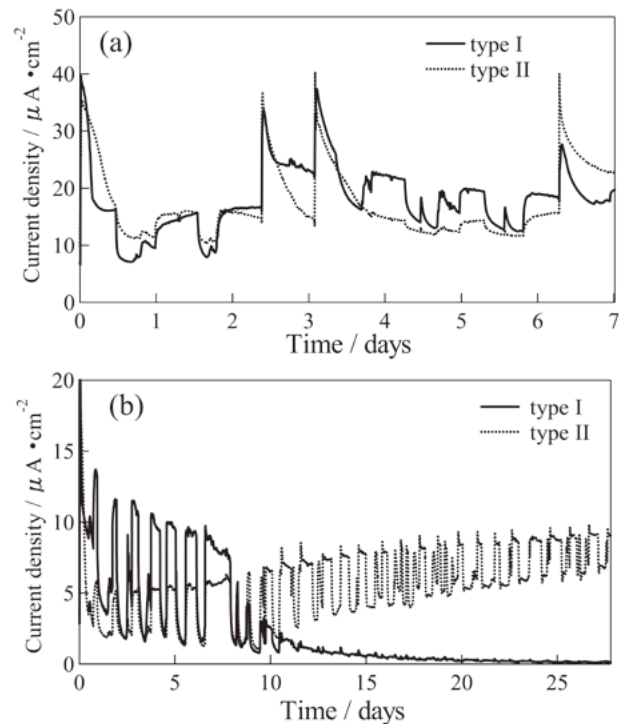 (a)
type I
type II
Current density / μA•cm⁻²
50
40
30
20
10
0
0 1 2 3 4 5 6 7
Time / days
(b)
type I
type II
Current density / μA•cm⁻²
20
15
10
5
0
0 5 10 15 20 25
Time / days